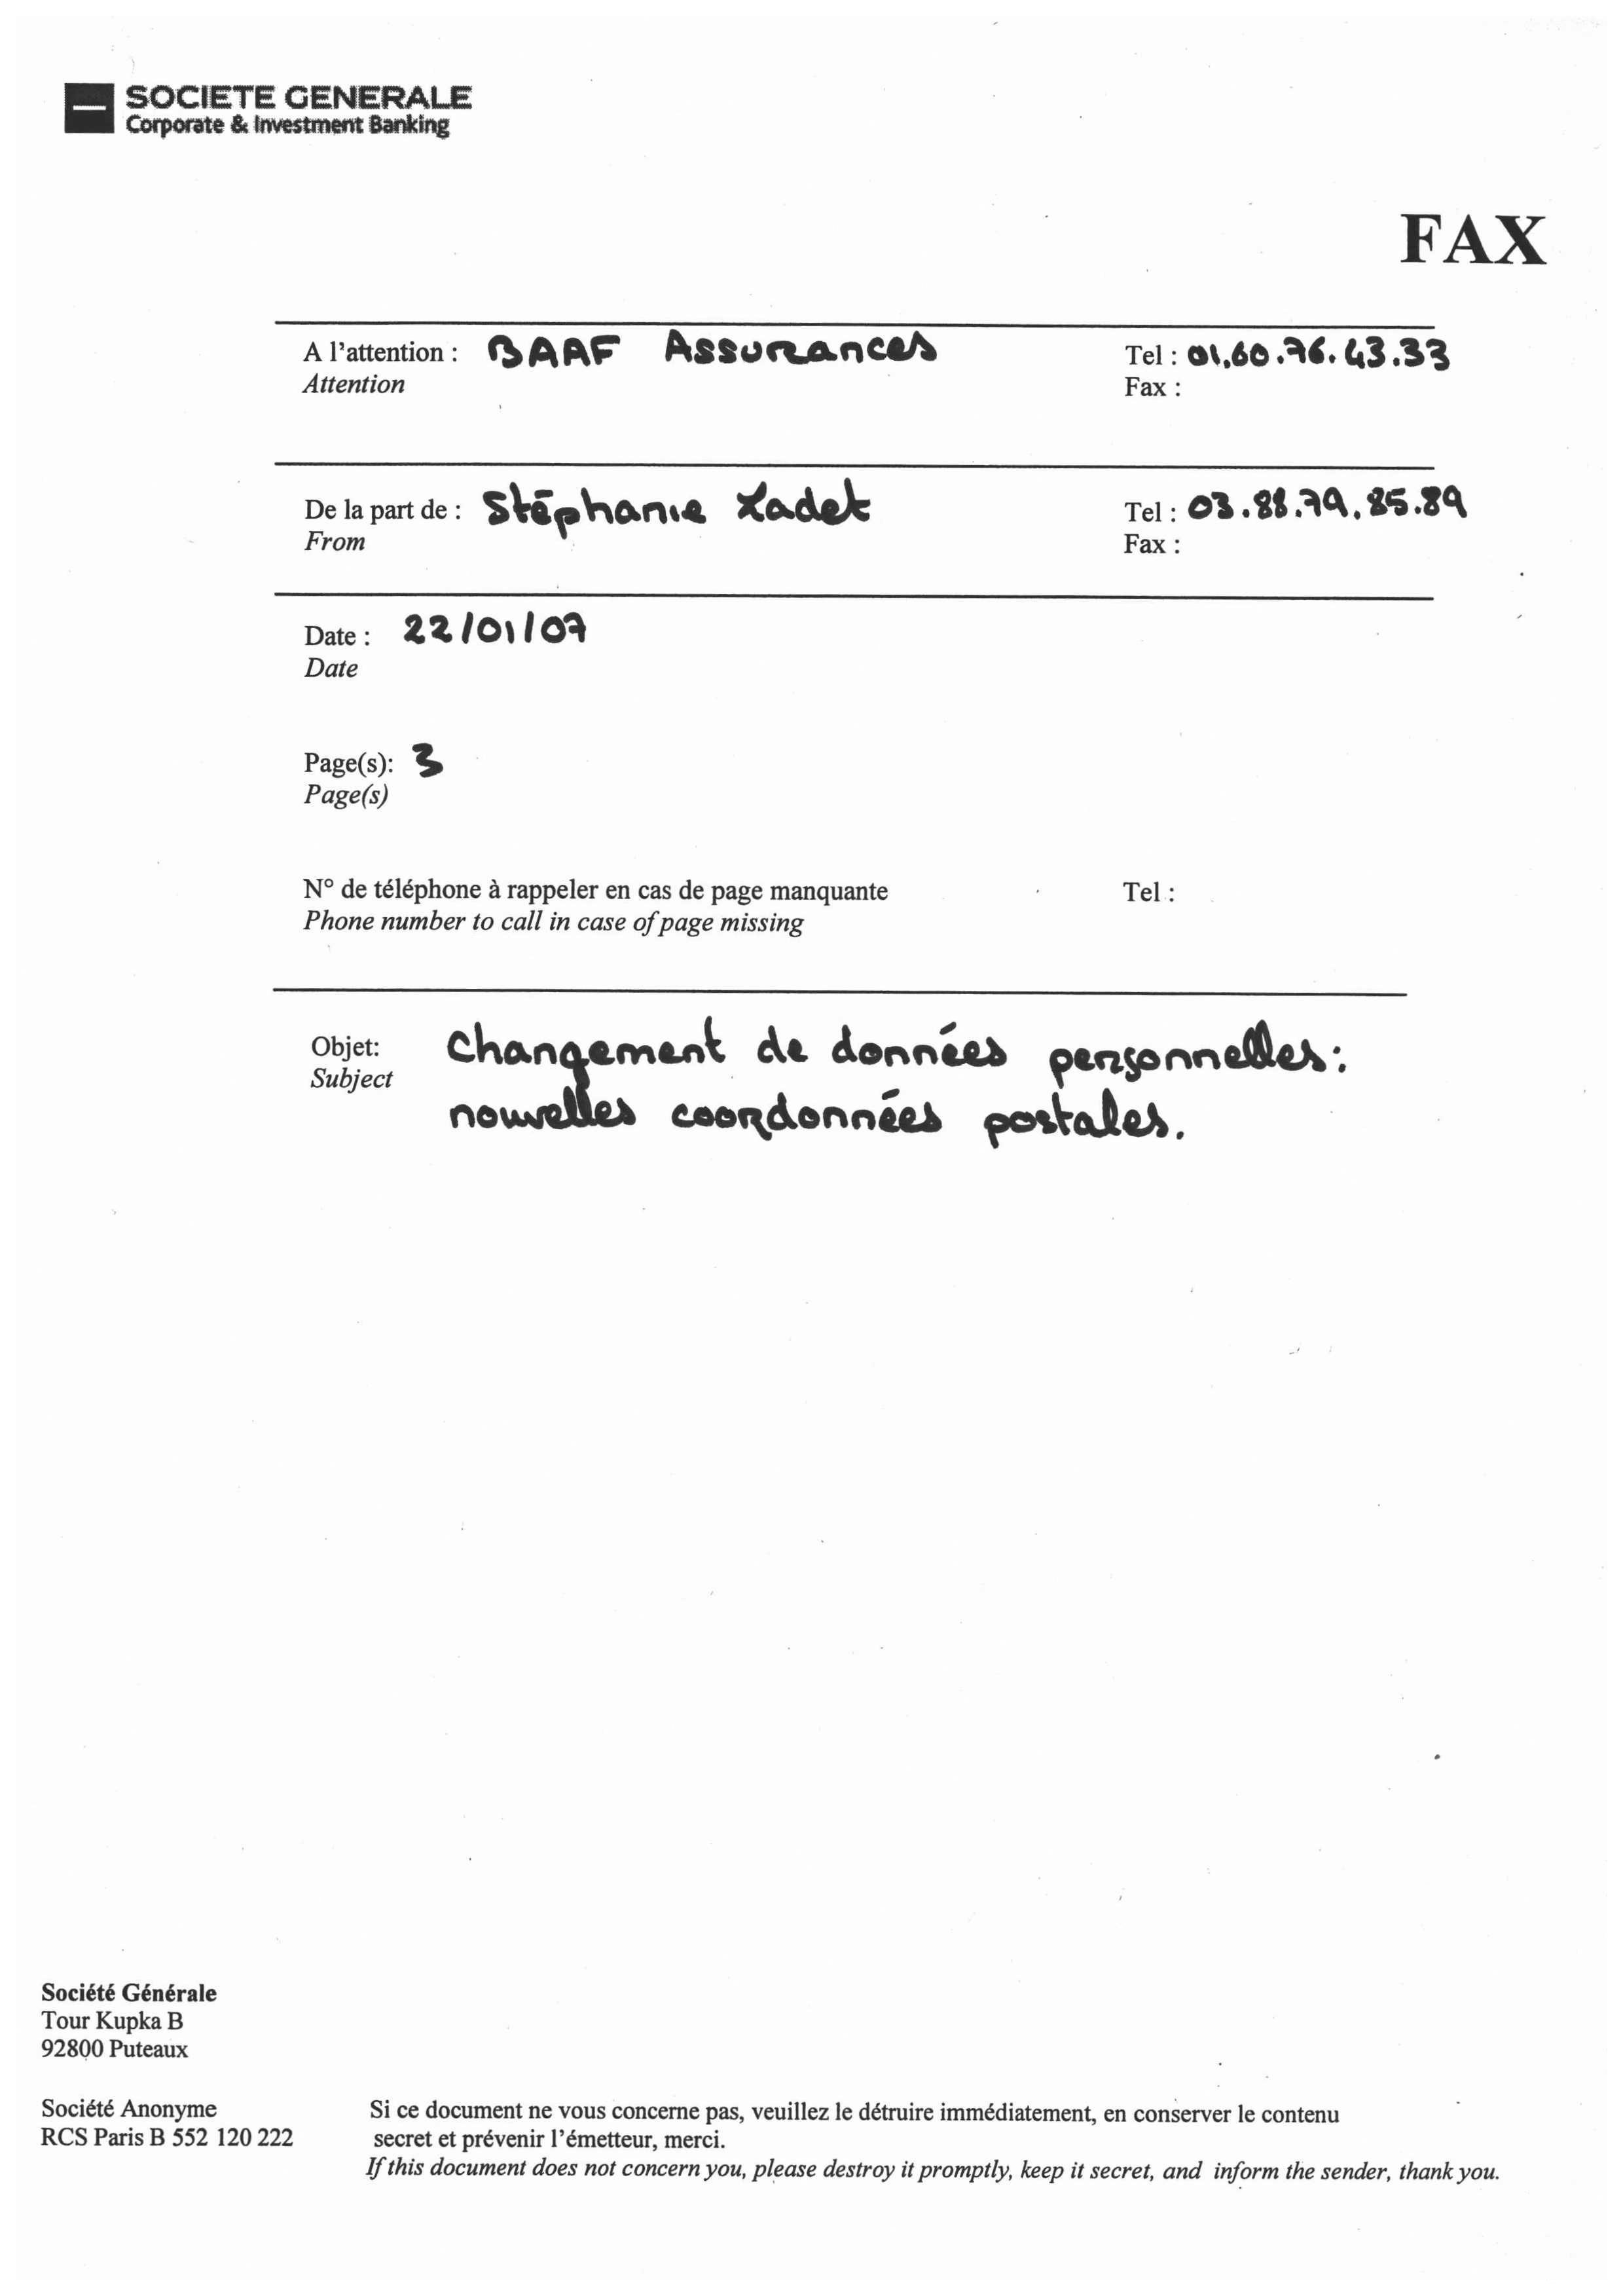 SOCIETE GENERALE
Corporate & Investment Banking
FAX
A l'attention : BAAF Assurances Tel : 01.60.76.43.33
Attention Fax :
De la part de : Stéphanie Ladet Tel : 03.88.79.85.89
From Fax :
Date : 22/01/07
Date
Page(s): 3
Page(s)
N° de téléphone à rappeler en cas de page manquante Tel :
Phone number to call in case of page missing
Objet: Changement de données personnelles:
Subject nouvelles coordonnées postales.
Société Générale
Tour Kupka B
92800 Puteaux
Société Anonyme Si ce document ne vous concerne pas, veuillez le détruire immédiatement, en conserver le contenu
RCS Paris B 552 120 222 secret et prévenir l'émetteur, merci.
If this document does not concern you, please destroy it promptly, keep it secret, and inform the sender, thank you.